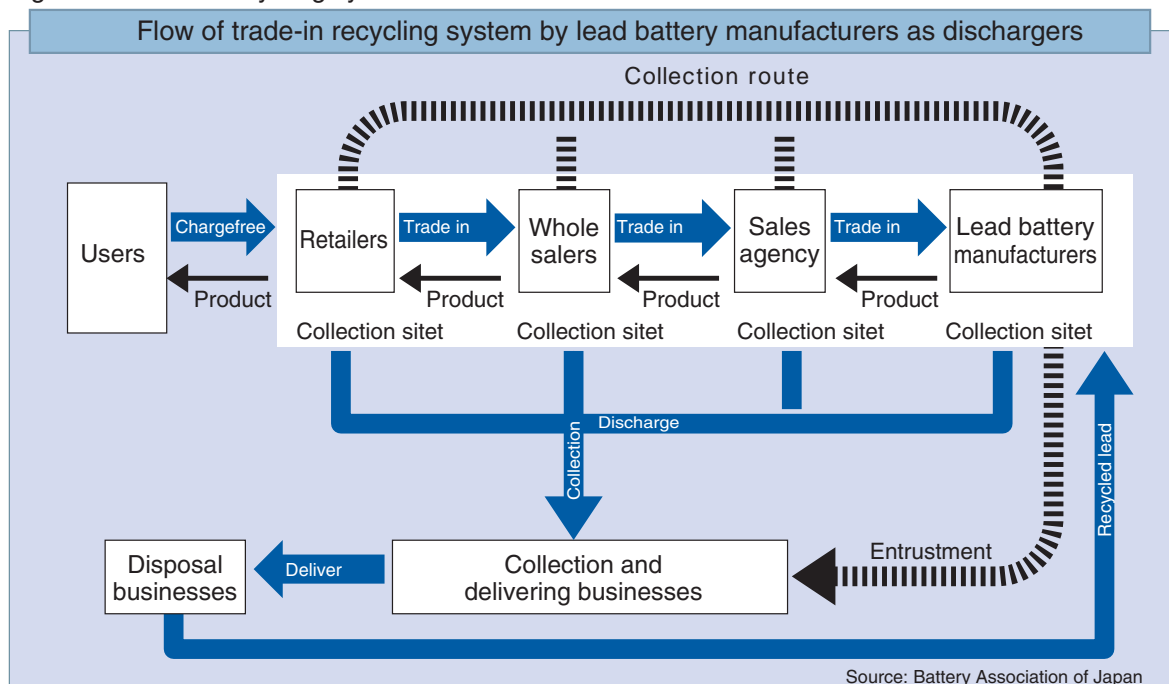 Flow of trade-in recycling system by lead battery manufacturers as dischargers
Collection route
Users
Chargefree
Product
Retailers
Trade in
Product
Whole
salers
Trade in
Product
Sales
agency
Trade in
Product
Lead battery
manufacturers
Collection sitet
Collection sitet
Collection sitet
Collection sitet
Discharge
Collection
Recycled lead
Entrustment
Disposal
businesses
Deliver
Collection and
delivering businesses
Source: Battery Association of Japan